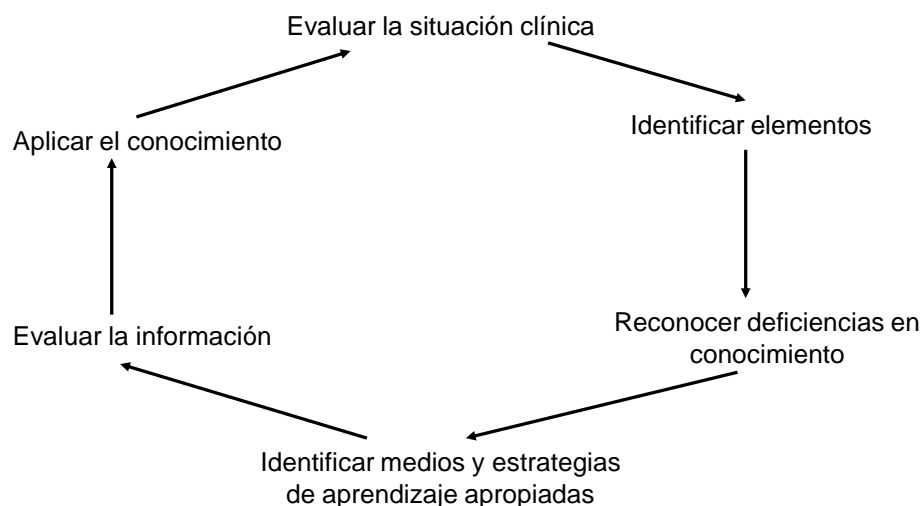 Evaluar la situación clínica
Identificar elementos
Aplicar el conocimiento
Reconocer deficiencias en
conocimiento
Evaluar la información
Identificar medios y estrategias
de aprendizaje apropiadas